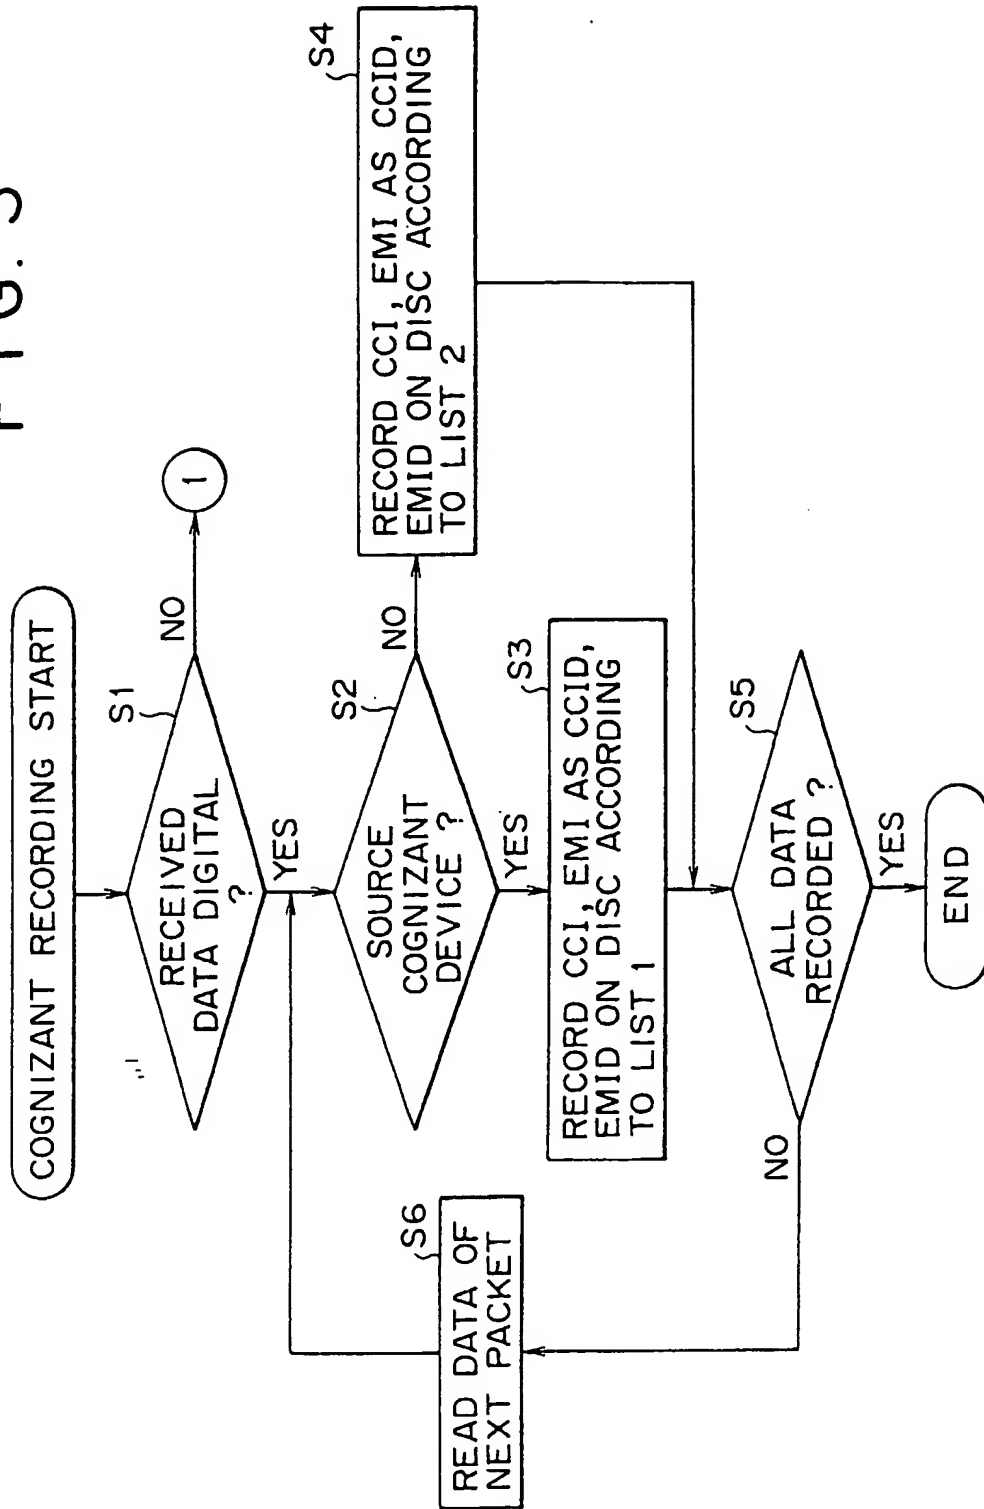 FIG. 5
COGNIZANT RECORDING START
S1
RECEIVED
DATA DIGITAL
?
NO
1
YES
S2
SOURCE
COGNIZANT
DEVICE ?
NO
S4
RECORD CCI, EMI AS CCID,
EMID ON DISC ACCORDING
TO LIST 2
YES
S3
RECORD CCI, EMI AS CCID,
EMID ON DISC ACCORDING
TO LIST 1
S5
ALL DATA
RECORDED ?
NO
S6
READ DATA OF
NEXT PACKET
YES
END